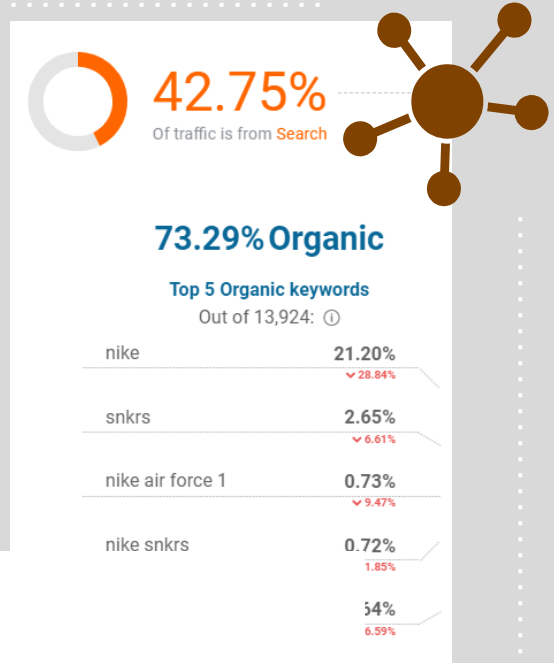 42.75%
Of traffic is from Search
73.29% Organic
Top 5 Organic keywords
Out of 13,924:
nike 21.20%
28.84%
snkrs 2.65%
6.61%
nike air force 1 0.73%
9.47%
nike snkrs 0.72%
1.85%
64%
6.59%